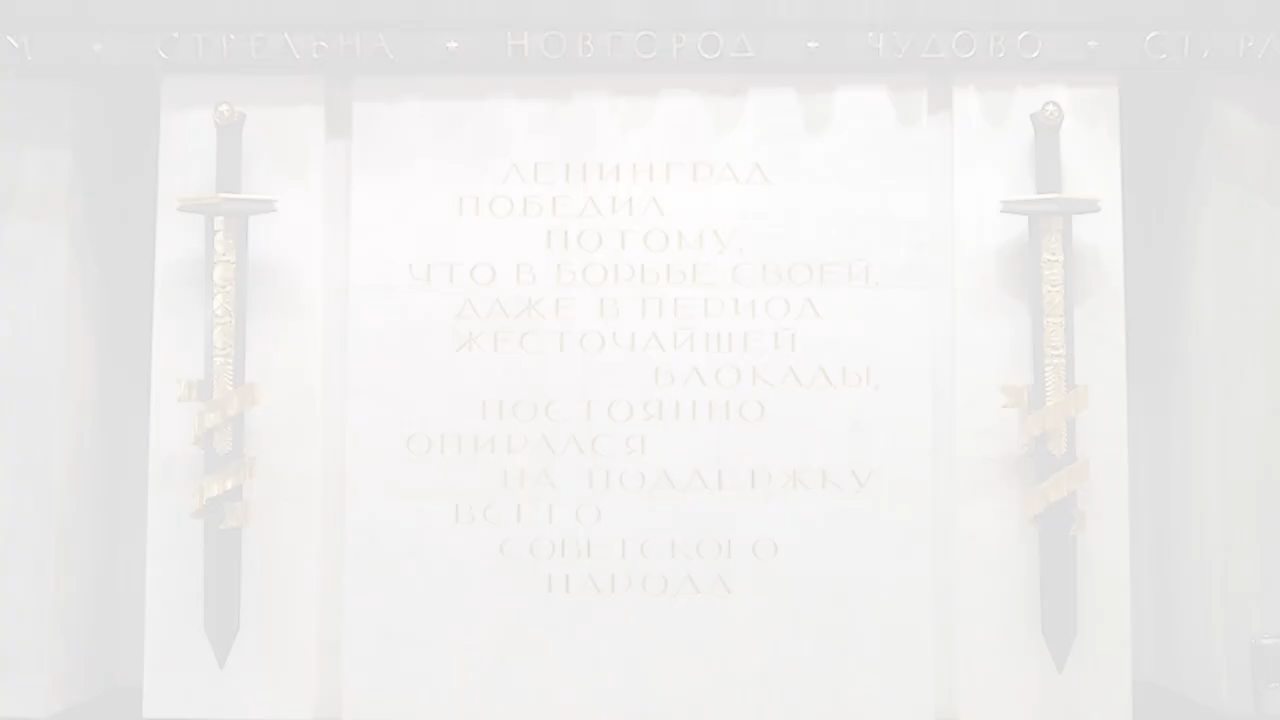 СТРЕЛЬНА * НОВГОРОД * ЧУДОВО *
ЛЕНИНГРАД
ПОБЕДИЛ
ПОТОМУ,
ЧТО В БОРЬБЕ СВОЕЙ,
ДАЖЕ В ПЕРИОД
ЖЕСТОЧАЙШЕЙ
БЛОКАДЫ,
ПОСТОЯННО
ОПИРАЛСЯ
НА ПОДДЕРЖКУ
ВСЕГО
СОВЕТСКОГО
НАРОДА